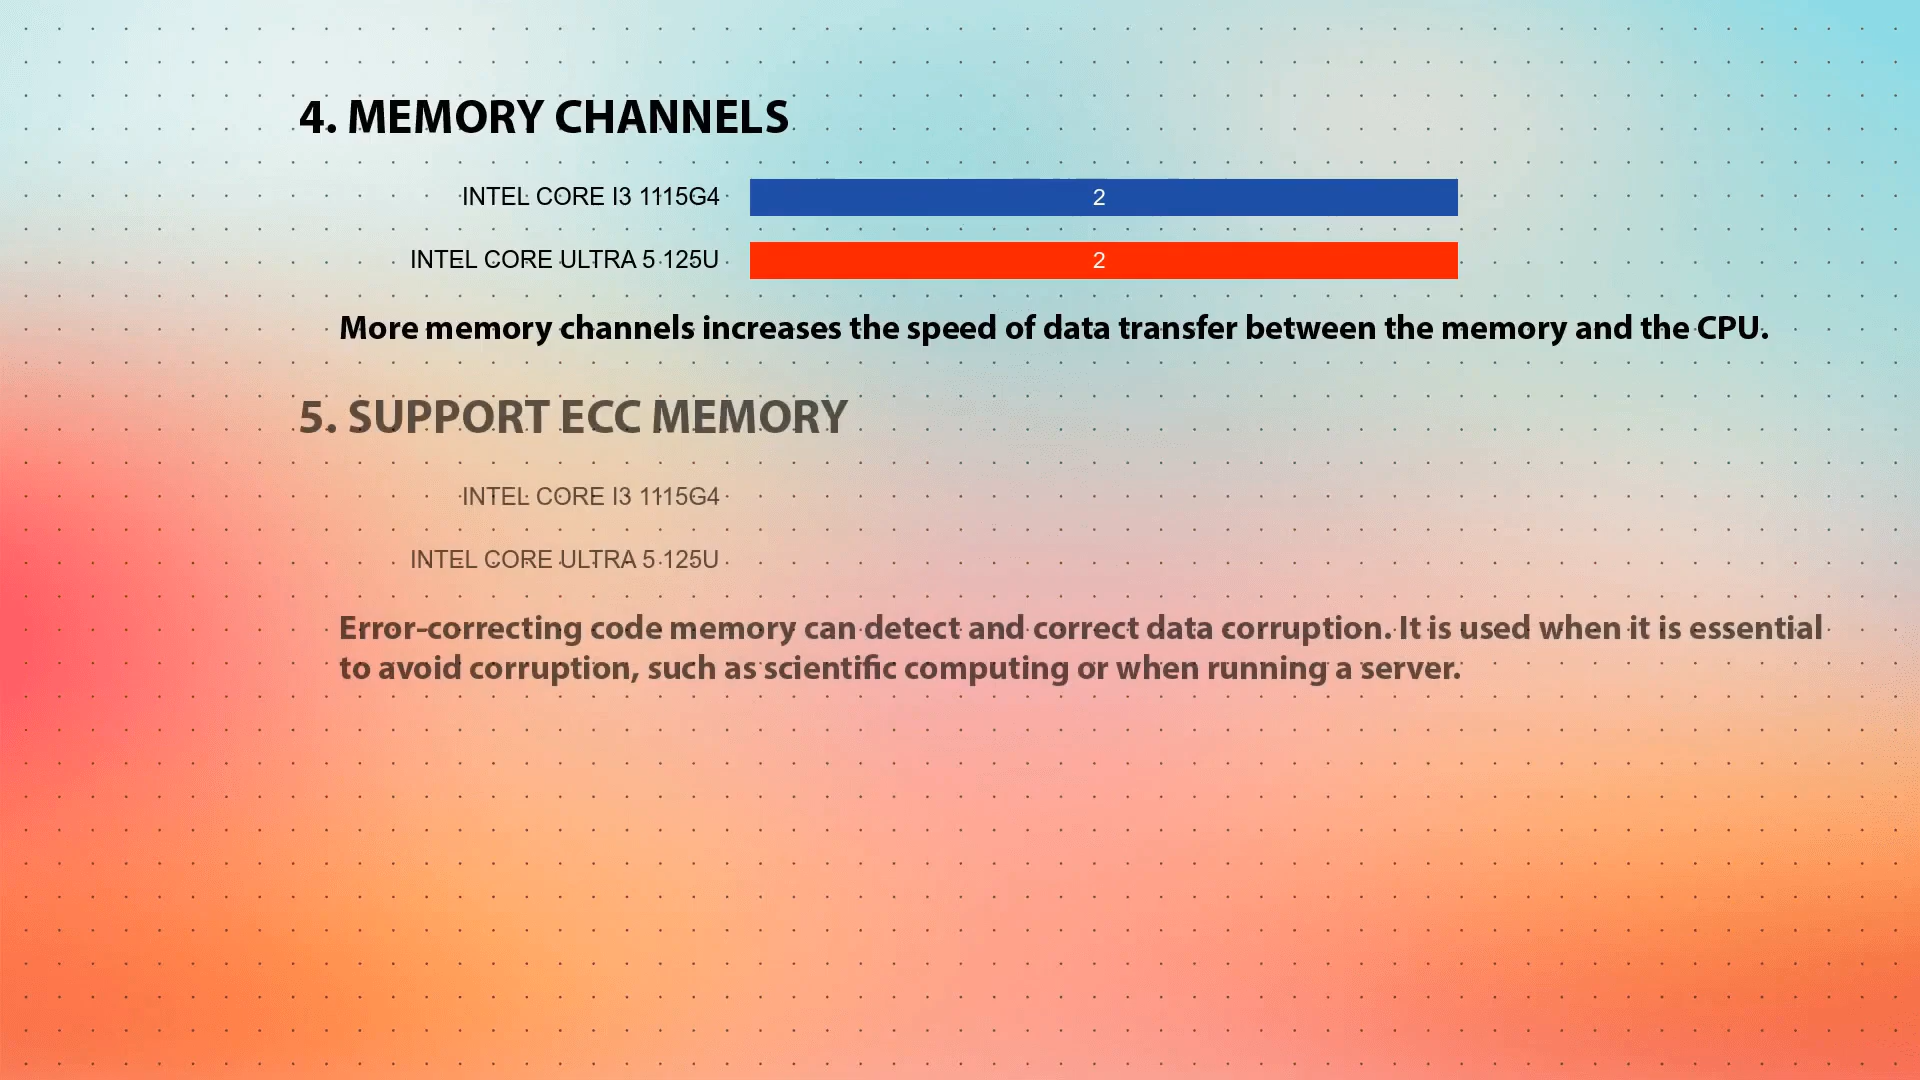 4. MEMORY CHANNELS
INTEL CORE I3 1115G4
2
INTEL CORE ULTRA 5 125U
2
More memory channels increases the speed of data transfer between the memory and the CPU.
5. SUPPORT ECC MEMORY
INTEL CORE I3 1115G4
INTEL CORE ULTRA 5 125U
Error-correcting code memory can detect and correct data corruption. It is used when it is essential
to avoid corruption, such as scientific computing or when running a server.